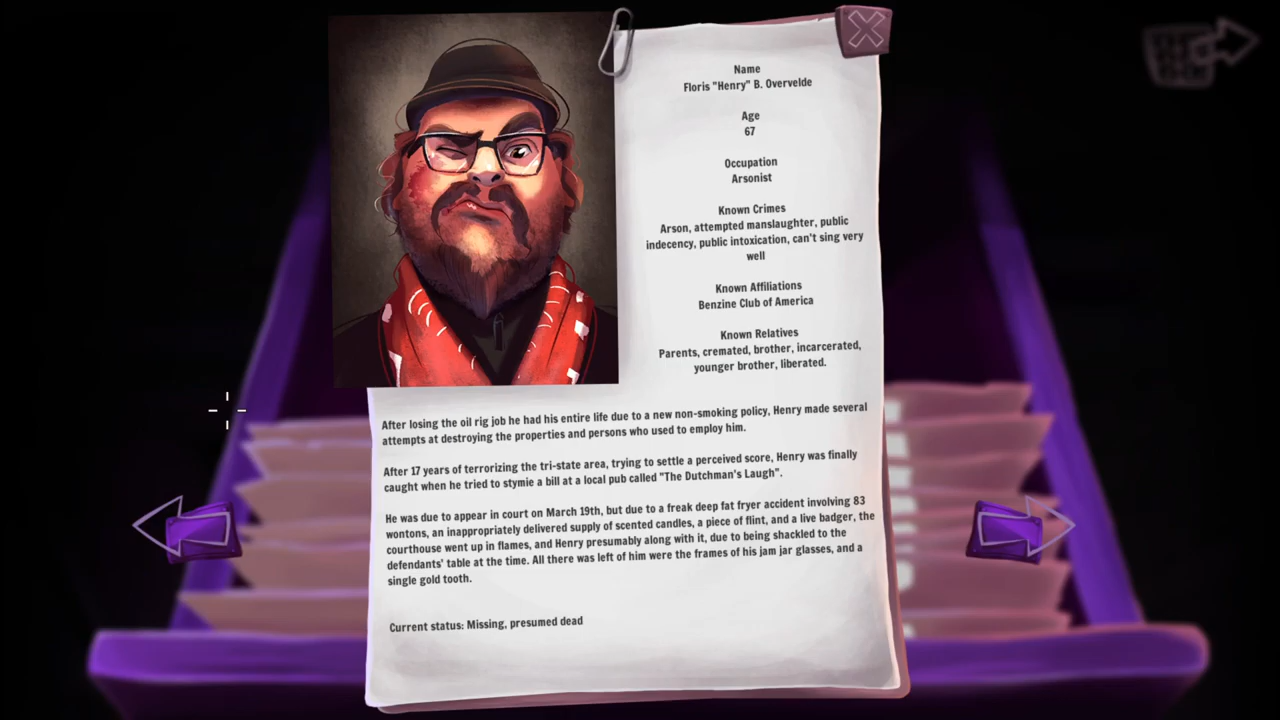 Name
Floris "Henry" B. Overvelde
Age
67
Occupation
Arsonist
Known Crimes
Arson, attempted manslaughter, public
indecency, public intoxication, can't sing very
well
Known Affiliations
Benzine Club of America
Known Relatives
Parents, cremated, brother, incarcerated,
younger brother, liberated.
After losing the oil rig job he had his entire life due to a new non-smoking policy, Henry made several
attempts at destroying the properties and persons who used to employ him.
After 17 years of terrorizing the tri-state area, trying to settle a perceived score, Henry was finally
caught when he tried to stymie a bill at a local pub called "The Dutchman's Laugh".
He was due to appear in court on March 19th, but due to a freak deep fat fryer accident involving 83
wontons, an inappropriately delivered supply of scented candles, a piece of flint, and a live badger, the
courthouse went up in flames, and Henry presumably along with it, due to being shackled to the
defendants' table at the time. All there was left of him were the frames of his jam jar glasses, and a
single gold tooth.
Current status: Missing, presumed dead